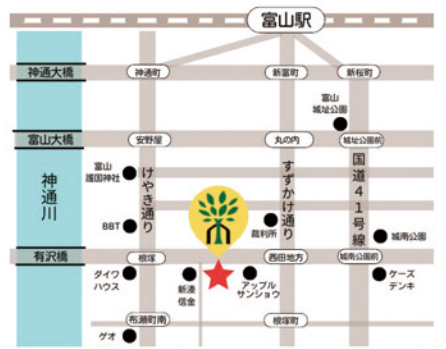 富山駅
神通大橋
神通町
新富町
新桜町
富山
城址公園
富山大橋
安野屋
丸の内
城址公園前
富山
護国神社
けやき通り
すずかけ通り
国道41号線
神通川
BBT
裁判所
城南公園
有沢橋
根塚
西田地方
城南公園前
ダイワ
ハウス
新湊
信金
アップル
サンショウ
ケーズ
デンキ
布瀬町南
根塚町
ゲオ